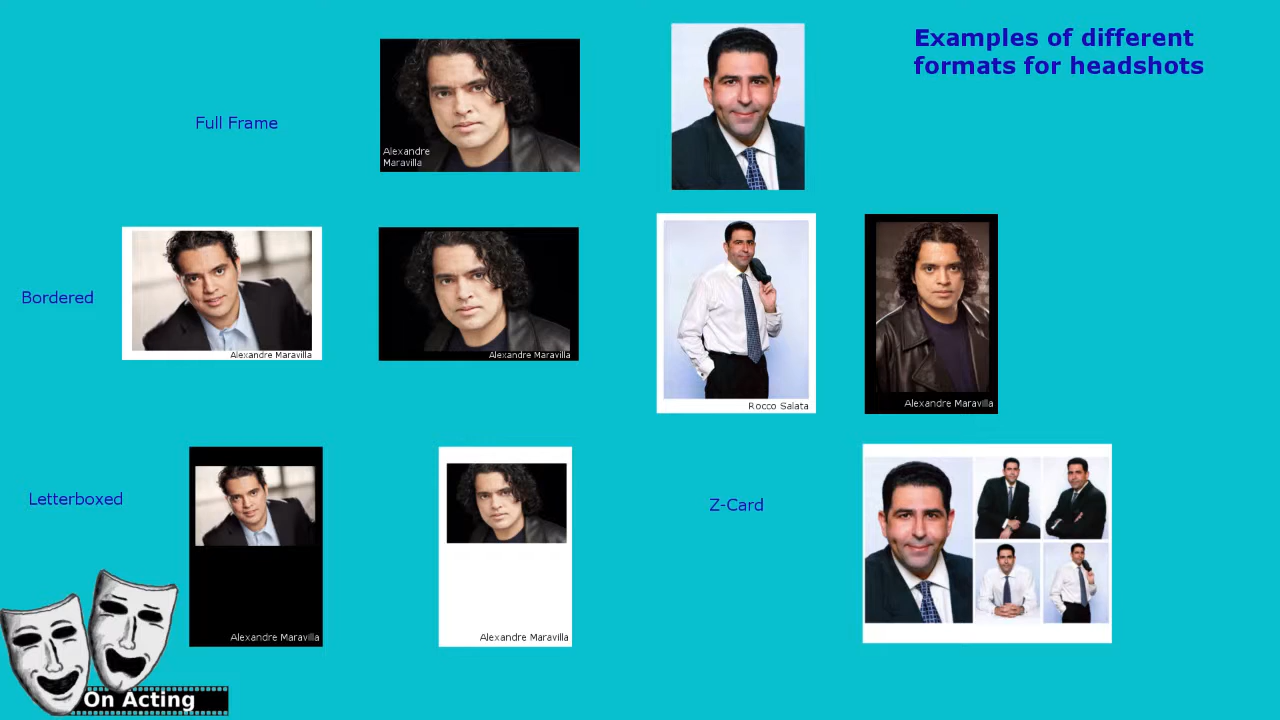 Examples of different
formats for headshots
Full Frame
Alexandre
Maravilla
Bordered
Alexandre Maravilla
Alexandre Maravilla
Rocco Salata
Alexandre Maravilla
Letterboxed
Alexandre Maravilla
Alexandre Maravilla
Z-Card
On Acting